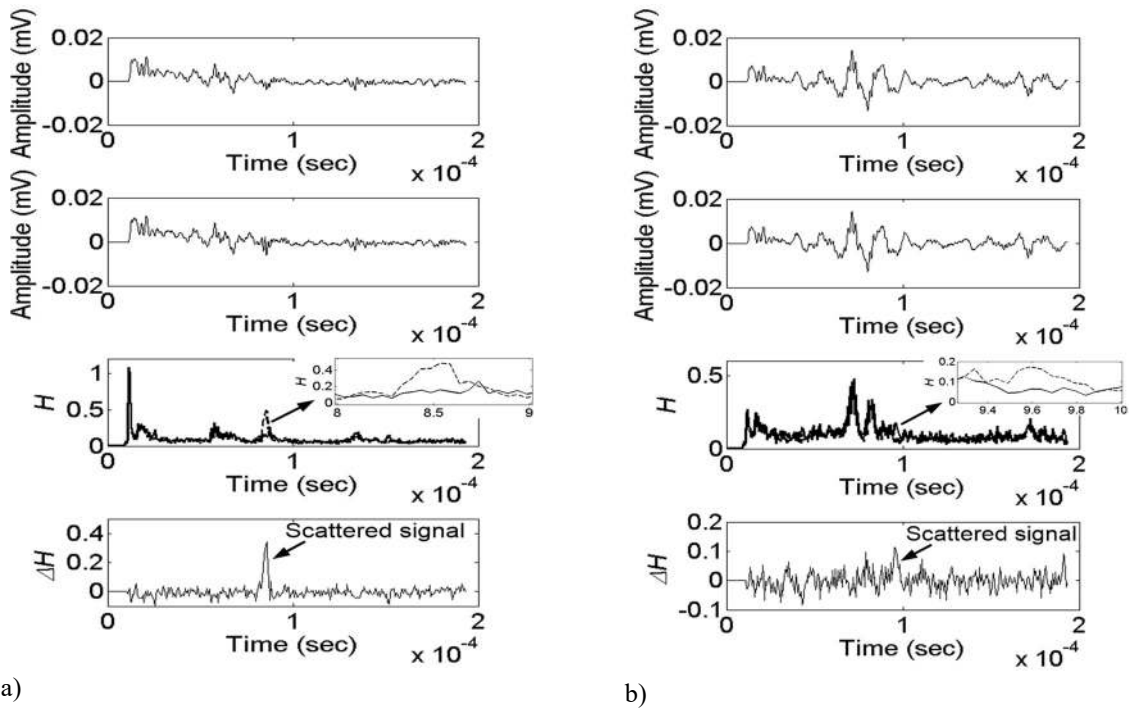 0.02
0
-0.02
Amplitude (mV)
0
1
2
Time (sec)
x 10⁻⁴
0.02
0
-0.02
Amplitude (mV)
0
1
2
Time (sec)
x 10⁻⁴
1
0.5
0
H
0.4
0.2
0
H
8
8.5
9
0
1
2
Time (sec)
x 10⁻⁴
0.4
0.2
0
ΔH
Scattered signal
0
1
2
Time (sec)
x 10⁻⁴
a)
0.02
0
-0.02
Amplitude (mV)
0
1
2
Time (sec)
x 10⁻⁴
0.02
0
-0.02
Amplitude (mV)
0
1
2
Time (sec)
x 10⁻⁴
0.5
0
H
0.2
0.1
0
H
9.4
9.6
9.8
10
0
1
2
Time (sec)
x 10⁻⁴
0.2
0.1
0
-0.1
ΔH
Scattered signal
0
1
2
Time (sec)
x 10⁻⁴
b)